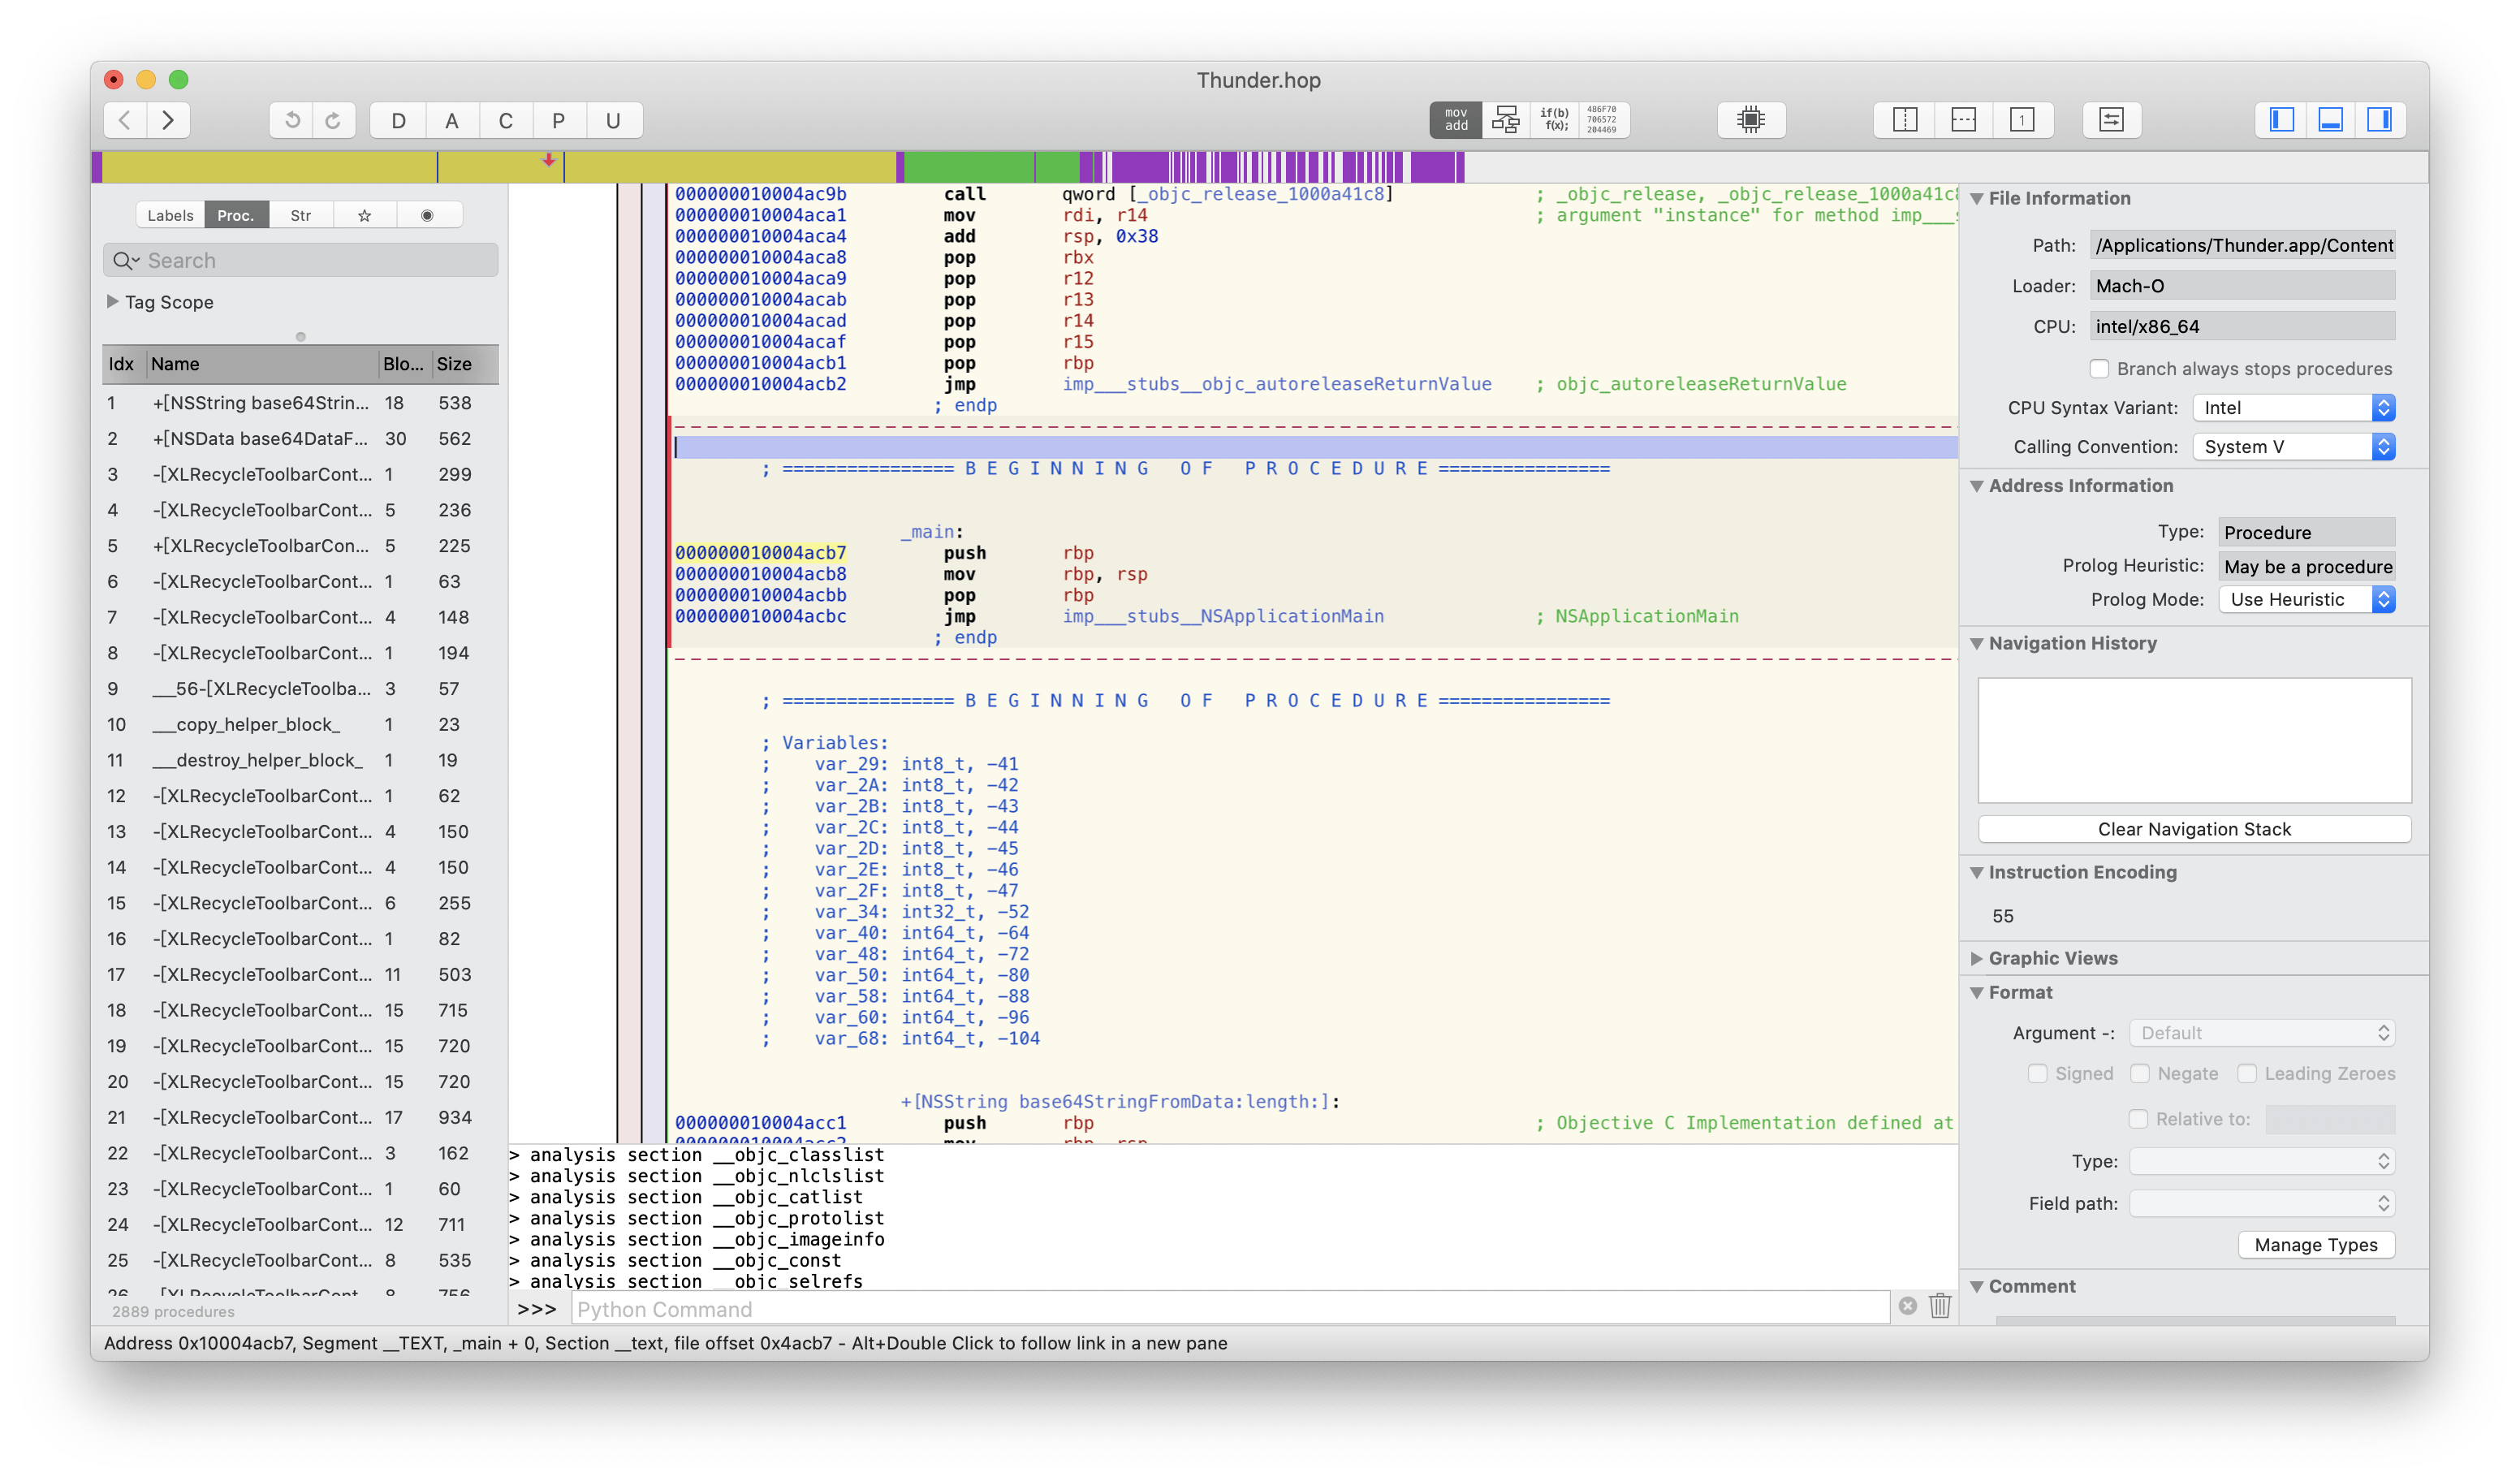 Thunder.hop
D A C P U
mov add
if(b) f(x);
486F70 706572 204469
1
Labels Proc. Str
Search
Tag Scope
Idx Name Blo... Size
1 +[NSString base64Strin... 18 538
2 +[NSData base64DataF... 30 562
3 -[XLRecycleToolbarCont... 1 299
4 -[XLRecycleToolbarCont... 5 236
5 +[XLRecycleToolbarCon... 5 225
6 -[XLRecycleToolbarCont... 1 63
7 -[XLRecycleToolbarCont... 4 148
8 -[XLRecycleToolbarCont... 1 194
9 ___56-[XLRecycleToolba... 3 57
10 ___copy_helper_block_ 1 23
11 ___destroy_helper_block_ 1 19
12 -[XLRecycleToolbarCont... 1 62
13 -[XLRecycleToolbarCont... 4 150
14 -[XLRecycleToolbarCont... 4 150
15 -[XLRecycleToolbarCont... 6 255
16 -[XLRecycleToolbarCont... 1 82
17 -[XLRecycleToolbarCont... 11 503
18 -[XLRecycleToolbarCont... 15 715
19 -[XLRecycleToolbarCont... 15 720
20 -[XLRecycleToolbarCont... 15 720
21 -[XLRecycleToolbarCont... 17 934
22 -[XLRecycleToolbarCont... 3 162
23 -[XLRecycleToolbarCont... 1 60
24 -[XLRecycleToolbarCont... 12 711
25 -[XLRecycleToolbarCont... 8 535
26 -[XLRecycleToolbarCont... 8 756
2889 procedures
000000010004ac9b call qword [_objc_release_1000a41c8] ; _objc_release, _objc_release_1000a41c8
000000010004aca1 mov rdi, r14 ; argument "instance" for method imp___s
000000010004aca4 add rsp, 0x38
000000010004aca8 pop rbx
000000010004aca9 pop r12
000000010004acab pop r13
000000010004acad pop r14
000000010004acaf pop r15
000000010004acb1 pop rbp
000000010004acb2 jmp imp___stubs__objc_autoreleaseReturnValue ; objc_autoreleaseReturnValue
; endp
; ================ B E G I N N I N G   O F   P R O C E D U R E ================
_main:
000000010004acb7 push rbp
000000010004acb8 mov rbp, rsp
000000010004acbb pop rbp
000000010004acbc jmp imp___stubs__NSApplicationMain ; NSApplicationMain
; endp
; ================ B E G I N N I N G   O F   P R O C E D U R E ================
; Variables:
; var_29: int8_t, -41
; var_2A: int8_t, -42
; var_2B: int8_t, -43
; var_2C: int8_t, -44
; var_2D: int8_t, -45
; var_2E: int8_t, -46
; var_2F: int8_t, -47
; var_34: int32_t, -52
; var_40: int64_t, -64
; var_48: int64_t, -72
; var_50: int64_t, -80
; var_58: int64_t, -88
; var_60: int64_t, -96
; var_68: int64_t, -104
+[NSString base64StringFromData:length:]:
000000010004acc1 push rbp ; Objective C Implementation defined at
000000010004acc2 mov rbp, rsp
> analysis section __objc_classlist
> analysis section __objc_nlclslist
> analysis section __objc_catlist
> analysis section __objc_protolist
> analysis section __objc_imageinfo
> analysis section __objc_const
> analysis section __objc_selrefs
>>> Python Command
File Information
Path: /Applications/Thunder.app/Content
Loader: Mach-O
CPU: intel/x86_64
Branch always stops procedures
CPU Syntax Variant: Intel
Calling Convention: System V
Address Information
Type: Procedure
Prolog Heuristic: May be a procedure
Prolog Mode: Use Heuristic
Navigation History
Clear Navigation Stack
Instruction Encoding
55
Graphic Views
Format
Argument -: Default
Signed Negate Leading Zeroes
Relative to:
Type:
Field path:
Manage Types
Comment
Address 0x10004acb7, Segment __TEXT, _main + 0, Section __text, file offset 0x4acb7 - Alt+Double Click to follow link in a new pane